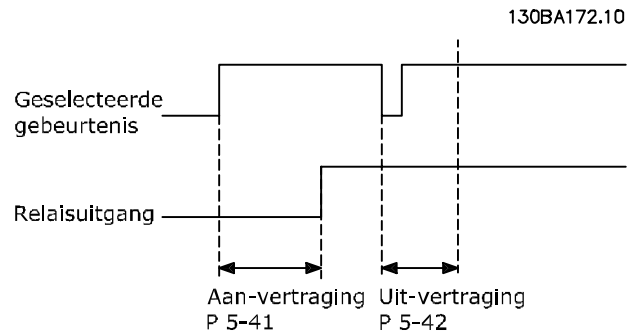 130BA172.10
Geselecteerde
gebeurtenis
Relaisuitgang
Aan-vertraging
P 5-41
Uit-vertraging
P 5-42